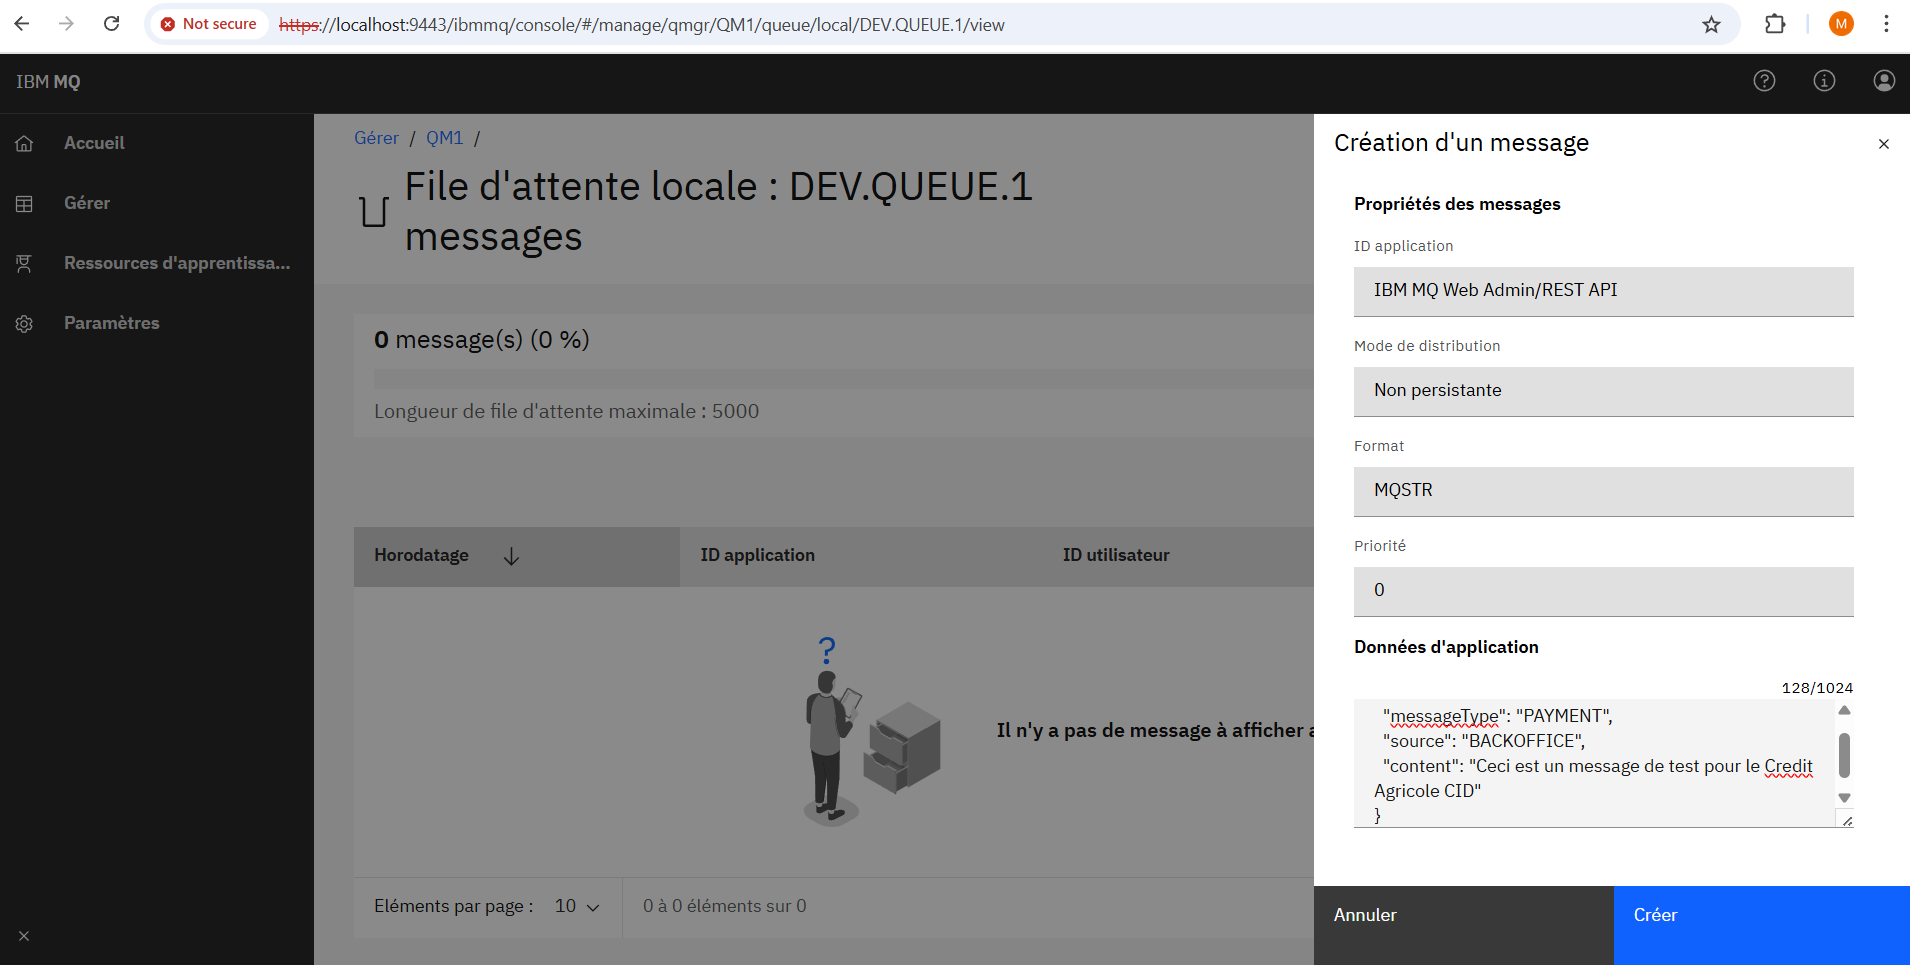 Not secure
https://localhost:9443/ibmmq/console/#/manage/qmgr/QM1/queue/local/DEV.QUEUE.1/view
M
IBM MQ
Accueil
Gérer
Ressources d'apprentissa...
Paramètres
Gérer / QM1 /
File d'attente locale : DEV.QUEUE.1
messages
0 message(s) (0 %)
Longueur de file d'attente maximale : 5000
Horodatage
ID application
ID utilisateur
?
Il n'y a pas de message à afficher
Eléments par page : 10
0 à 0 éléments sur 0
Création d'un message
Propriétés des messages
ID application
IBM MQ Web Admin/REST API
Mode de distribution
Non persistante
Format
MQSTR
Priorité
0
Données d'application
128/1024
"messageType": "PAYMENT",
"source": "BACKOFFICE",
"content": "Ceci est un message de test pour le Credit
Agricole CID"
}
Annuler
Créer